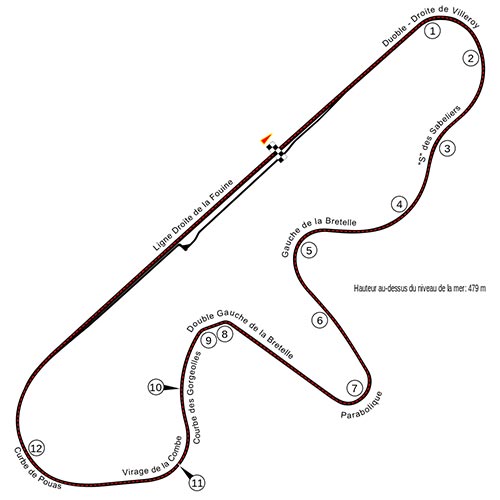 Duoble - Droite de Villeroy
1
2
"S" des Sabeliers
3
4
Ligne Droite de la Fouine
Gauche de la Bretelle
5
Hauteur au-dessus du niveau de la mer: 479 m
6
Double Gauche de la Bretelle
8
9
7
Parabolique
10
Courbe des Gorgeolles
12
Curbe de Pouas
Virage de la Combe
11